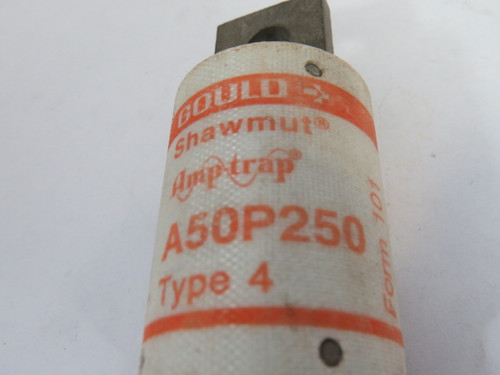 GOULD
Shawmut®
Amp-trap®
A50P250
Type 4
Form 101